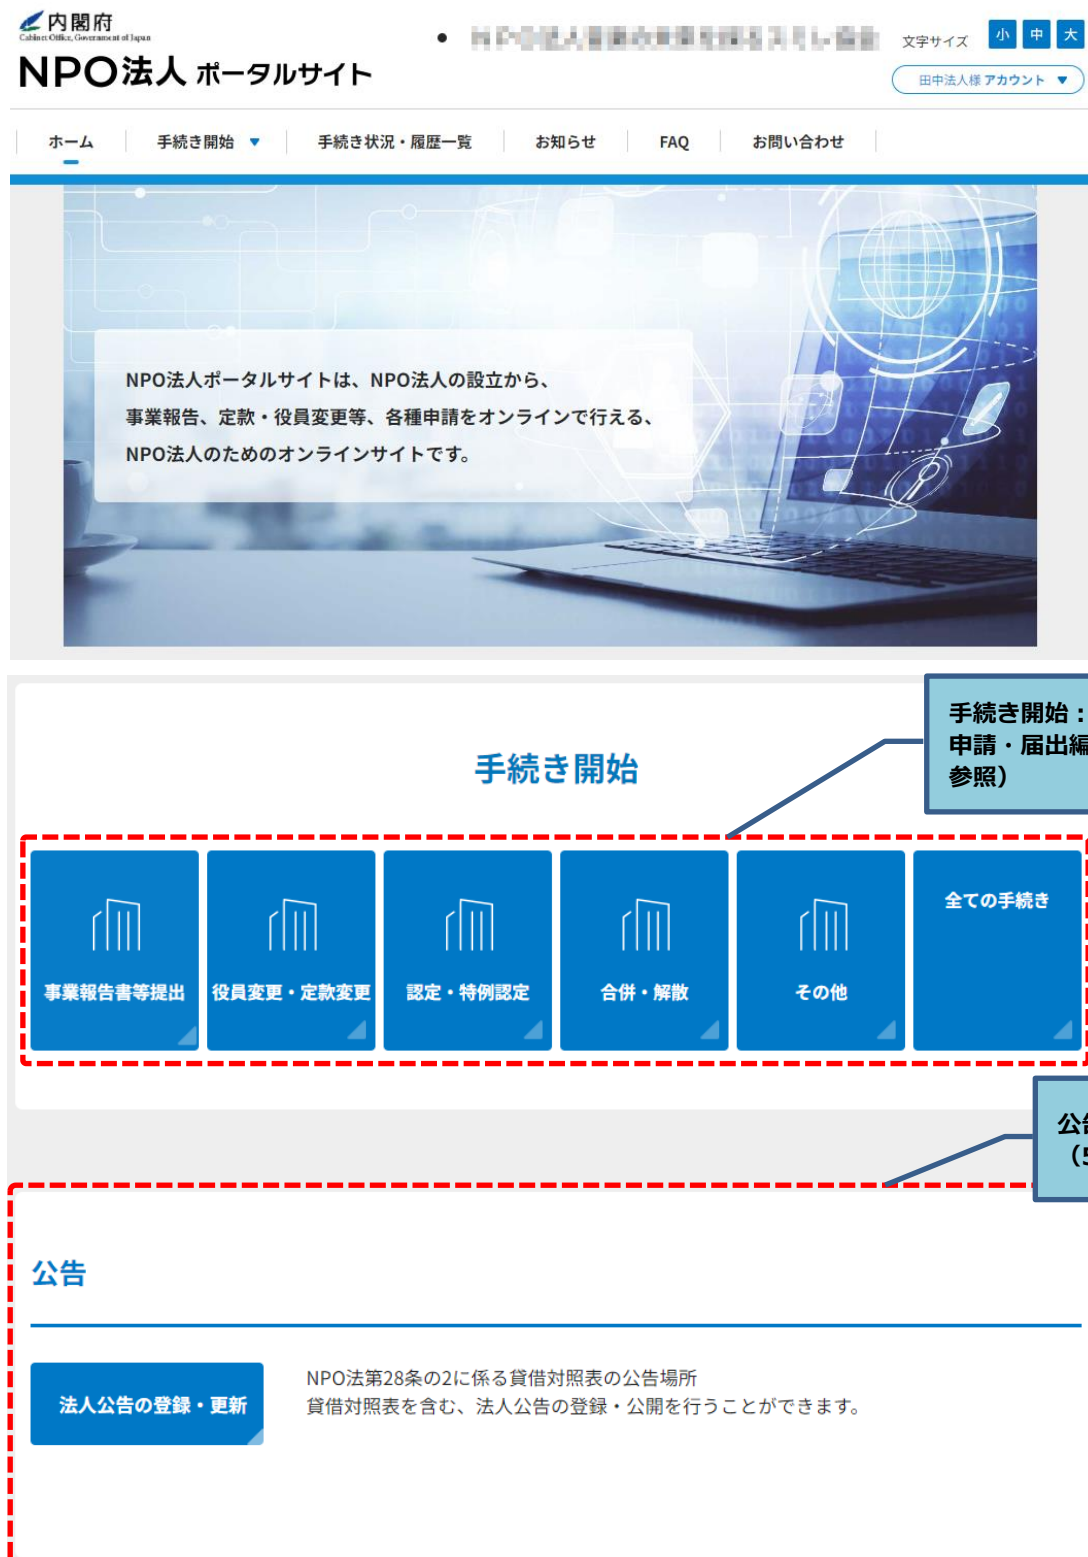 内閣府
Cabinet Office, Government of Japan
文字サイズ 小 中 大
NPO法人 ポータルサイト
田中法人様 アカウント ▼
ホーム 手続き開始 ▼ 手続き状況・履歴一覧 お知らせ FAQ お問い合わせ
NPO法人ポータルサイトは、NPO法人の設立から、
事業報告、定款・役員変更等、各種申請をオンラインで行える、
NPO法人のためのオンラインサイトです。
手続き開始：
申請・届出編
参照）
手続き開始
全ての手続き
事業報告書等提出 役員変更・定款変更 認定・特例認定 合併・解散 その他
公告
（5
公告
法人公告の登録・更新
NPO法第28条の2に係る貸借対照表の公告場所
貸借対照表を含む、法人公告の登録・公開を行うことができます。